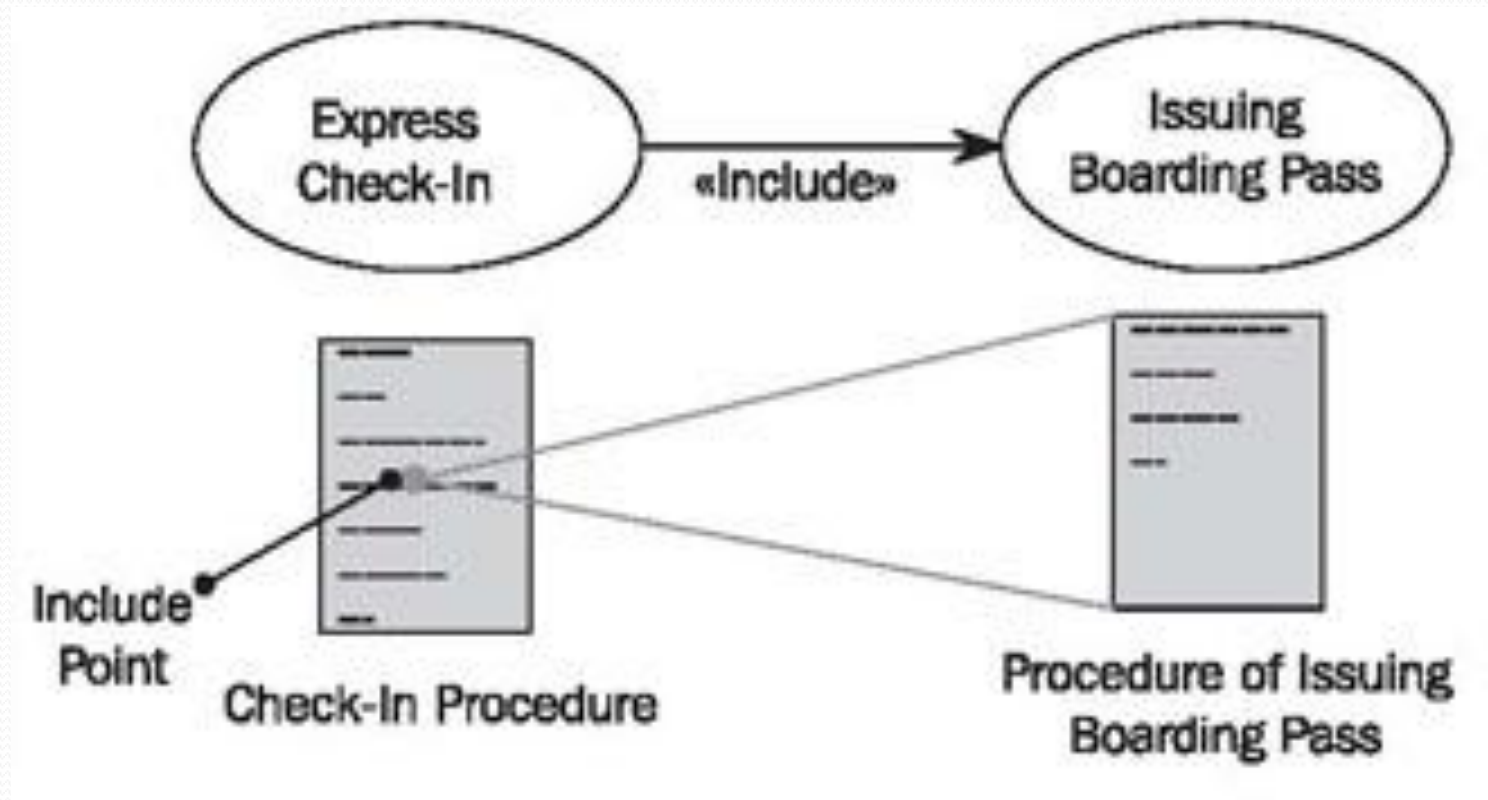 Express
Check-In
«Include»
Issuing
Boarding Pass
Include
Point
Check-In Procedure
Procedure of Issuing
Boarding Pass